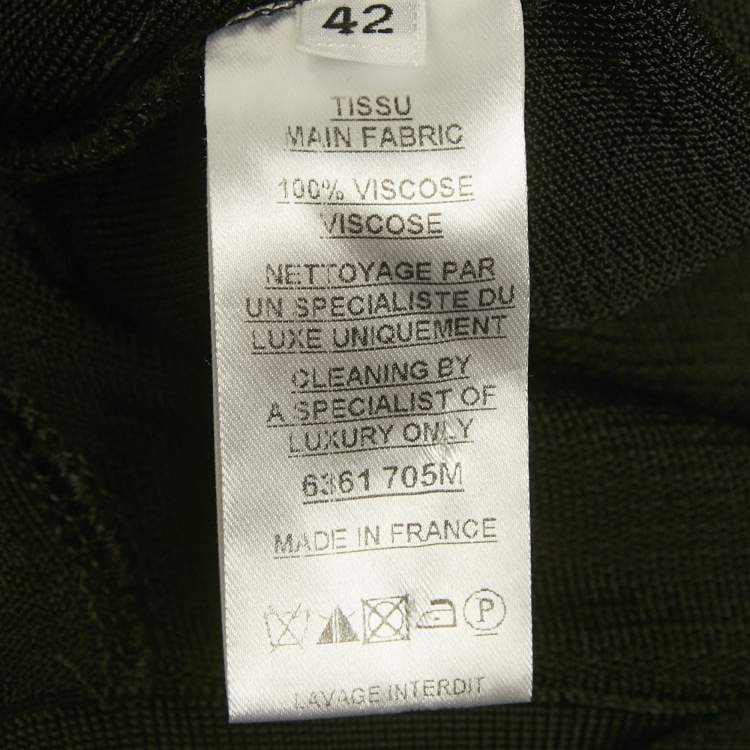 42
TISSU
MAIN FABRIC
100% VISCOSE
VISCOSE
NETTOYAGE PAR
UN SPECIALISTE DU
LUXE UNIQUEMENT
CLEANING BY
A SPECIALIST OF
LUXURY ONLY
6361 705M
MADE IN FRANCE
P
LAVAGE INTERDIT